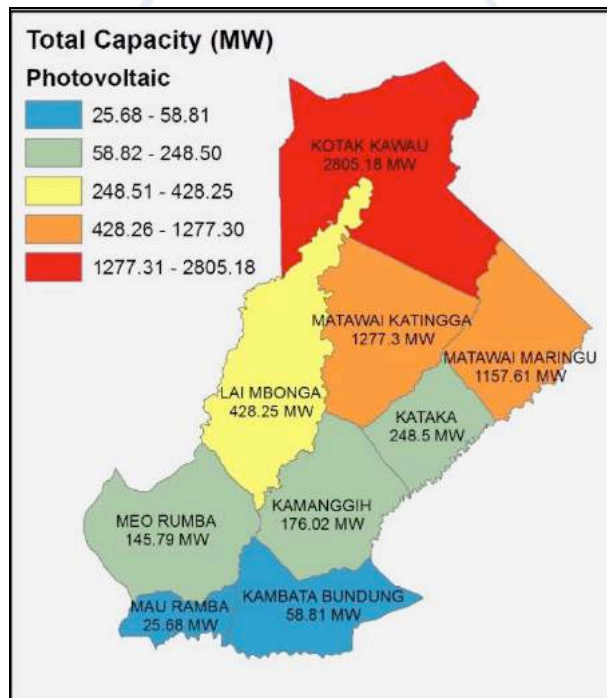 Total Capacity (MW)
Photovoltaic
25.68 - 58.81
58.82 - 248.50
248.51 - 428.25
428.26 - 1277.30
1277.31 - 2805.18
KOTAK KAWAU
2805.18 MW
MATAWAI KATINGGA
1277.3 MW
MATAWAI MARINGU
1157.61 MW
LAI MBONGA
428.25 MW
KATAKA
248.5 MW
KAMANGGIH
176.02 MW
MEO RUMBA
145.79 MW
MAU RAMBA
25.68 MW
KAMBATA BUNDUNG
58.81 MW